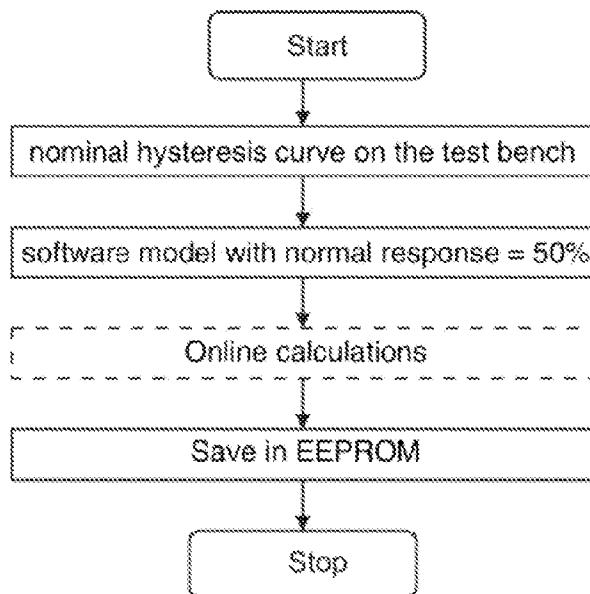 Start
nominal hysteresis curve on the test bench
software model with normal response = 50%
Online calculations
Save in EEPROM
Stop